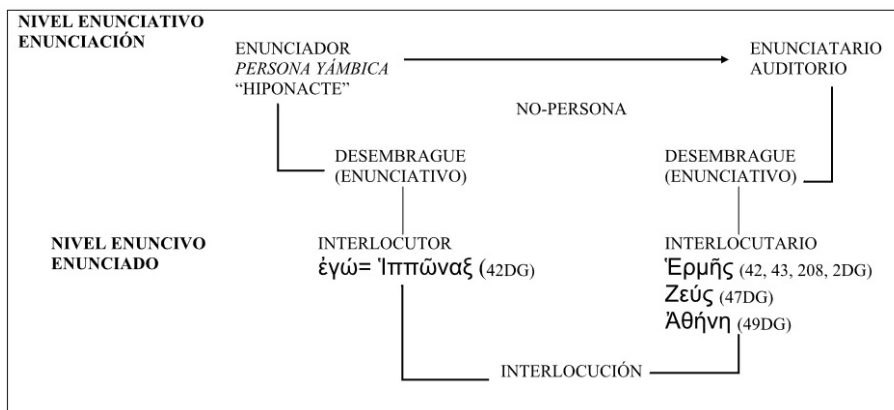 NIVEL ENUNCIATIVO
ENUNCIACIÓN
ENUNCIADOR
PERSONA YÁMBICA
“HIPONACTE”
ENUNCIATARIO
AUDITORIO
NO-PERSONA
DESEMBRAGUE
(ENUNCIATIVO)
DESEMBRAGUE
(ENUNCIATIVO)
NIVEL ENUNCIVO
ENUNCIADO
INTERLOCUTOR
ἐγώ= Ἱππῶναξ (42DG)
INTERLOCUTARIO
Ἑρμῆς (42, 43, 208, 2DG)
Ζεύς (47DG)
Ἀθήνη (49DG)
INTERLOCUCIÓN